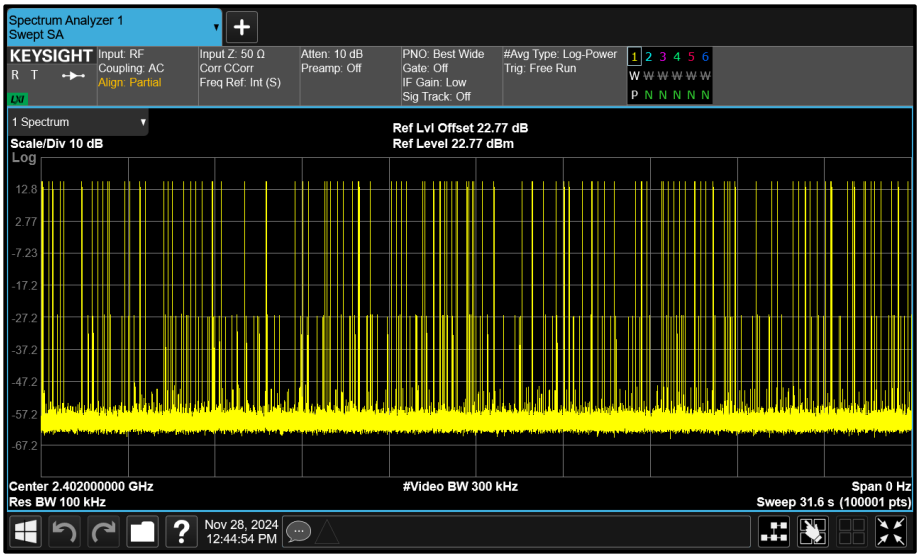 Spectrum Analyzer 1
Swept SA
+
KEYSIGHT Input: RF Input Z: 50 Ω Atten: 10 dB PNO: Best Wide #Avg Type: Log-Power 1 2 3 4 5 6
R T Coupling: AC Corr CCorr Preamp: Off Gate: Off Trig: Free Run W W W W W W
Align: Partial Freq Ref: Int (S) IF Gain: Low
LXI Sig Track: Off P N N N N N
1 Spectrum
Ref Lvl Offset 22.77 dB
Scale/Div 10 dB Ref Level 22.77 dBm
Log
12.8
2.77
-7.23
-17.2
-27.2
-37.2
-47.2
-57.2
-67.2
Center 2.402000000 GHz #Video BW 300 kHz Span 0 Hz
Res BW 100 kHz Sweep 31.6 s (100001 pts)
? Nov 28, 2024
12:44:54 PM